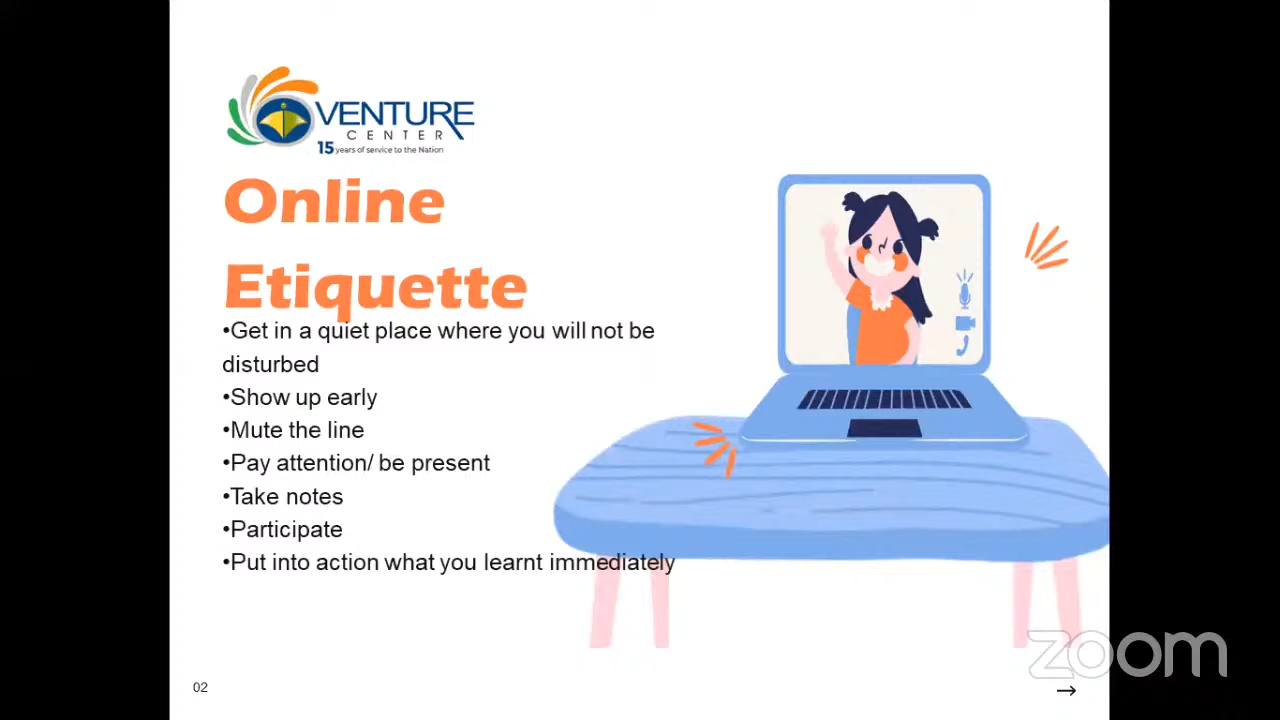 VENTURE
CENTER
15 years of service to the Nation
Online
Etiquette
•Get in a quiet place where you will not be
disturbed
•Show up early
•Mute the line
•Pay attention/ be present
•Take notes
•Participate
•Put into action what you learnt immediately
zoom
02